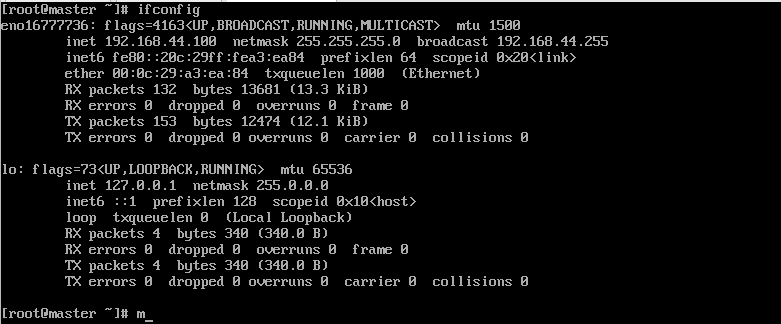 [root@master ~]# ifconfig
eno16777736: flags=4163<UP,BROADCAST,RUNNING,MULTICAST>  mtu 1500
        inet 192.168.44.100  netmask 255.255.255.0  broadcast 192.168.44.255
        inet6 fe80::20c:29ff:fea3:ea84  prefixlen 64  scopeid 0x20<link>
        ether 00:0c:29:a3:ea:84  txqueuelen 1000  (Ethernet)
        RX packets 132  bytes 13681 (13.3 KiB)
        RX errors 0  dropped 0  overruns 0  frame 0
        TX packets 153  bytes 12474 (12.1 KiB)
        TX errors 0  dropped 0 overruns 0  carrier 0  collisions 0
lo: flags=73<UP,LOOPBACK,RUNNING>  mtu 65536
        inet 127.0.0.1  netmask 255.0.0.0
        inet6 ::1  prefixlen 128  scopeid 0x10<host>
        loop  txqueuelen 0  (Local Loopback)
        RX packets 4  bytes 340 (340.0 B)
        RX errors 0  dropped 0  overruns 0  frame 0
        TX packets 4  bytes 340 (340.0 B)
        TX errors 0  dropped 0 overruns 0  carrier 0  collisions 0
[root@master ~]# m_